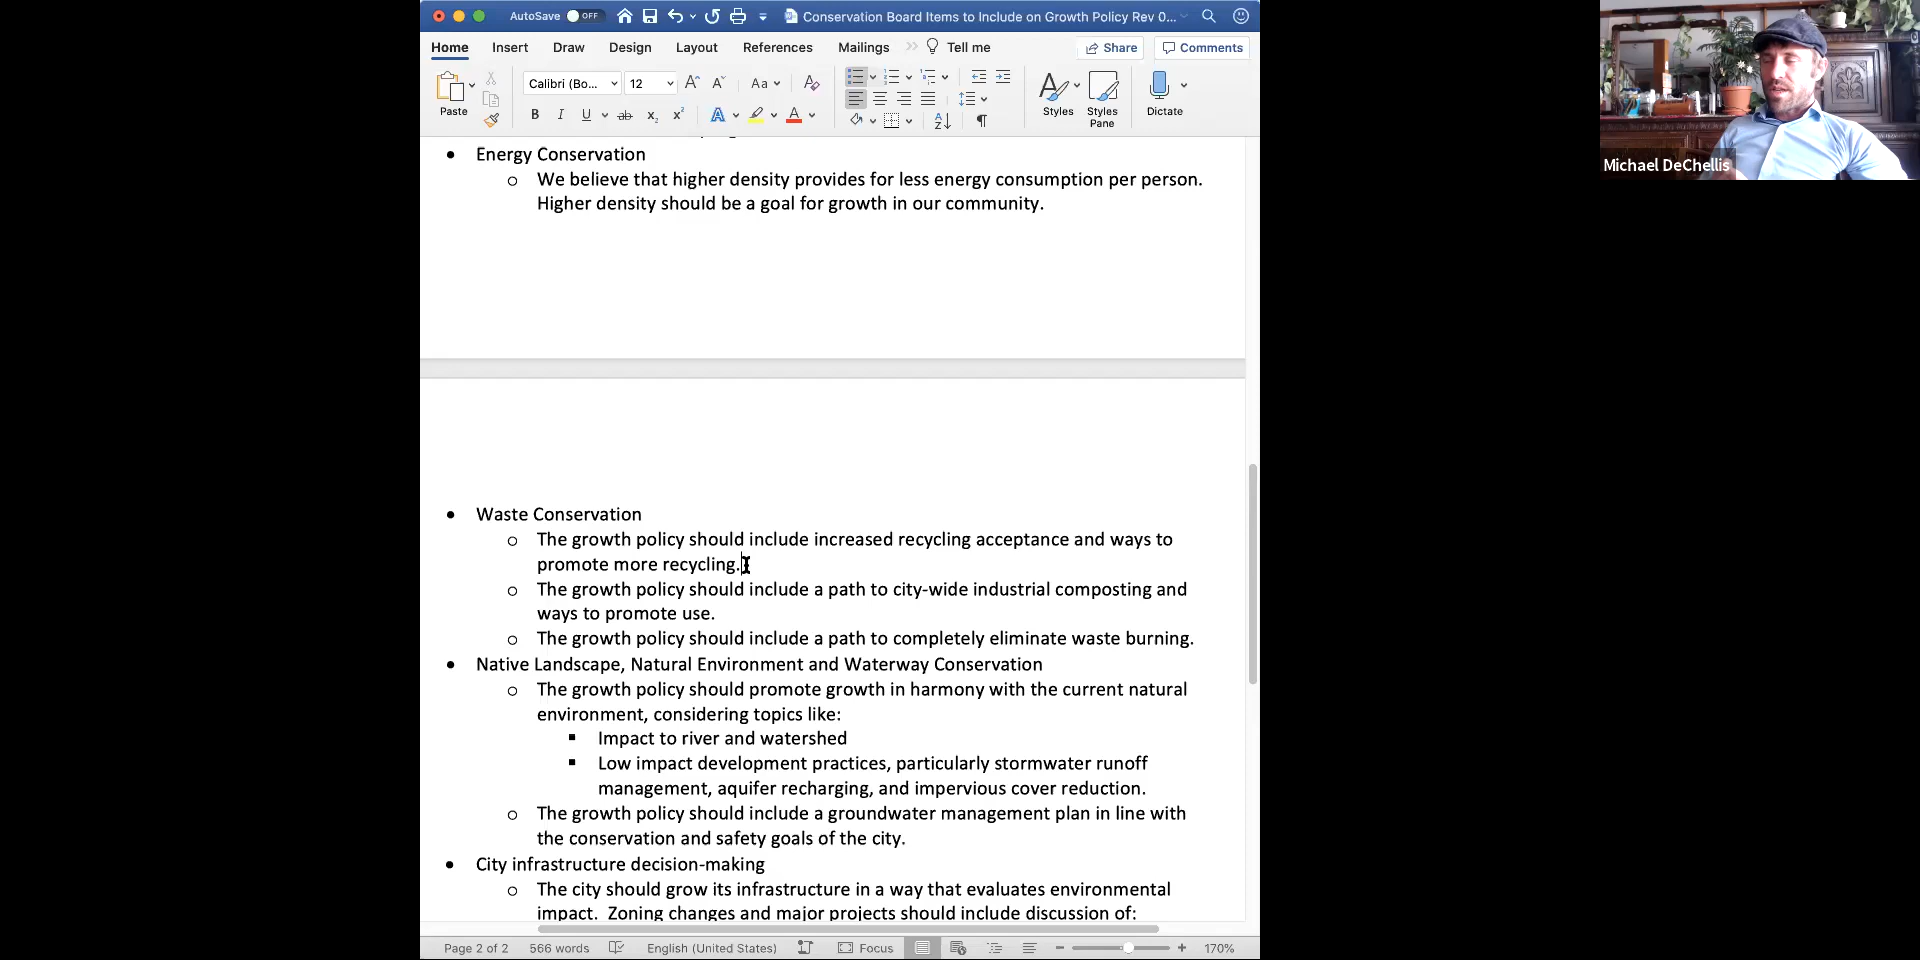 AutoSave OFF
Conservation Board Items to Include on Growth Policy Rev 0...
Home Insert Draw Design Layout References Mailings Tell me Share Comments
Paste
Calibri (Bo... 12 Aa
B I U ab x₂ x² A A
Styles
Styles Pane
Dictate
• Energy Conservation
o We believe that higher density provides for less energy consumption per person.
Higher density should be a goal for growth in our community.
• Waste Conservation
o The growth policy should include increased recycling acceptance and ways to
promote more recycling.
o The growth policy should include a path to city-wide industrial composting and
ways to promote use.
o The growth policy should include a path to completely eliminate waste burning.
• Native Landscape, Natural Environment and Waterway Conservation
o The growth policy should promote growth in harmony with the current natural
environment, considering topics like:
▪ Impact to river and watershed
▪ Low impact development practices, particularly stormwater runoff
management, aquifer recharging, and impervious cover reduction.
o The growth policy should include a groundwater management plan in line with
the conservation and safety goals of the city.
• City infrastructure decision-making
o The city should grow its infrastructure in a way that evaluates environmental
impact. Zoning changes and major projects should include discussion of:
Page 2 of 2 566 words English (United States) Focus 170%
Michael DeChellis